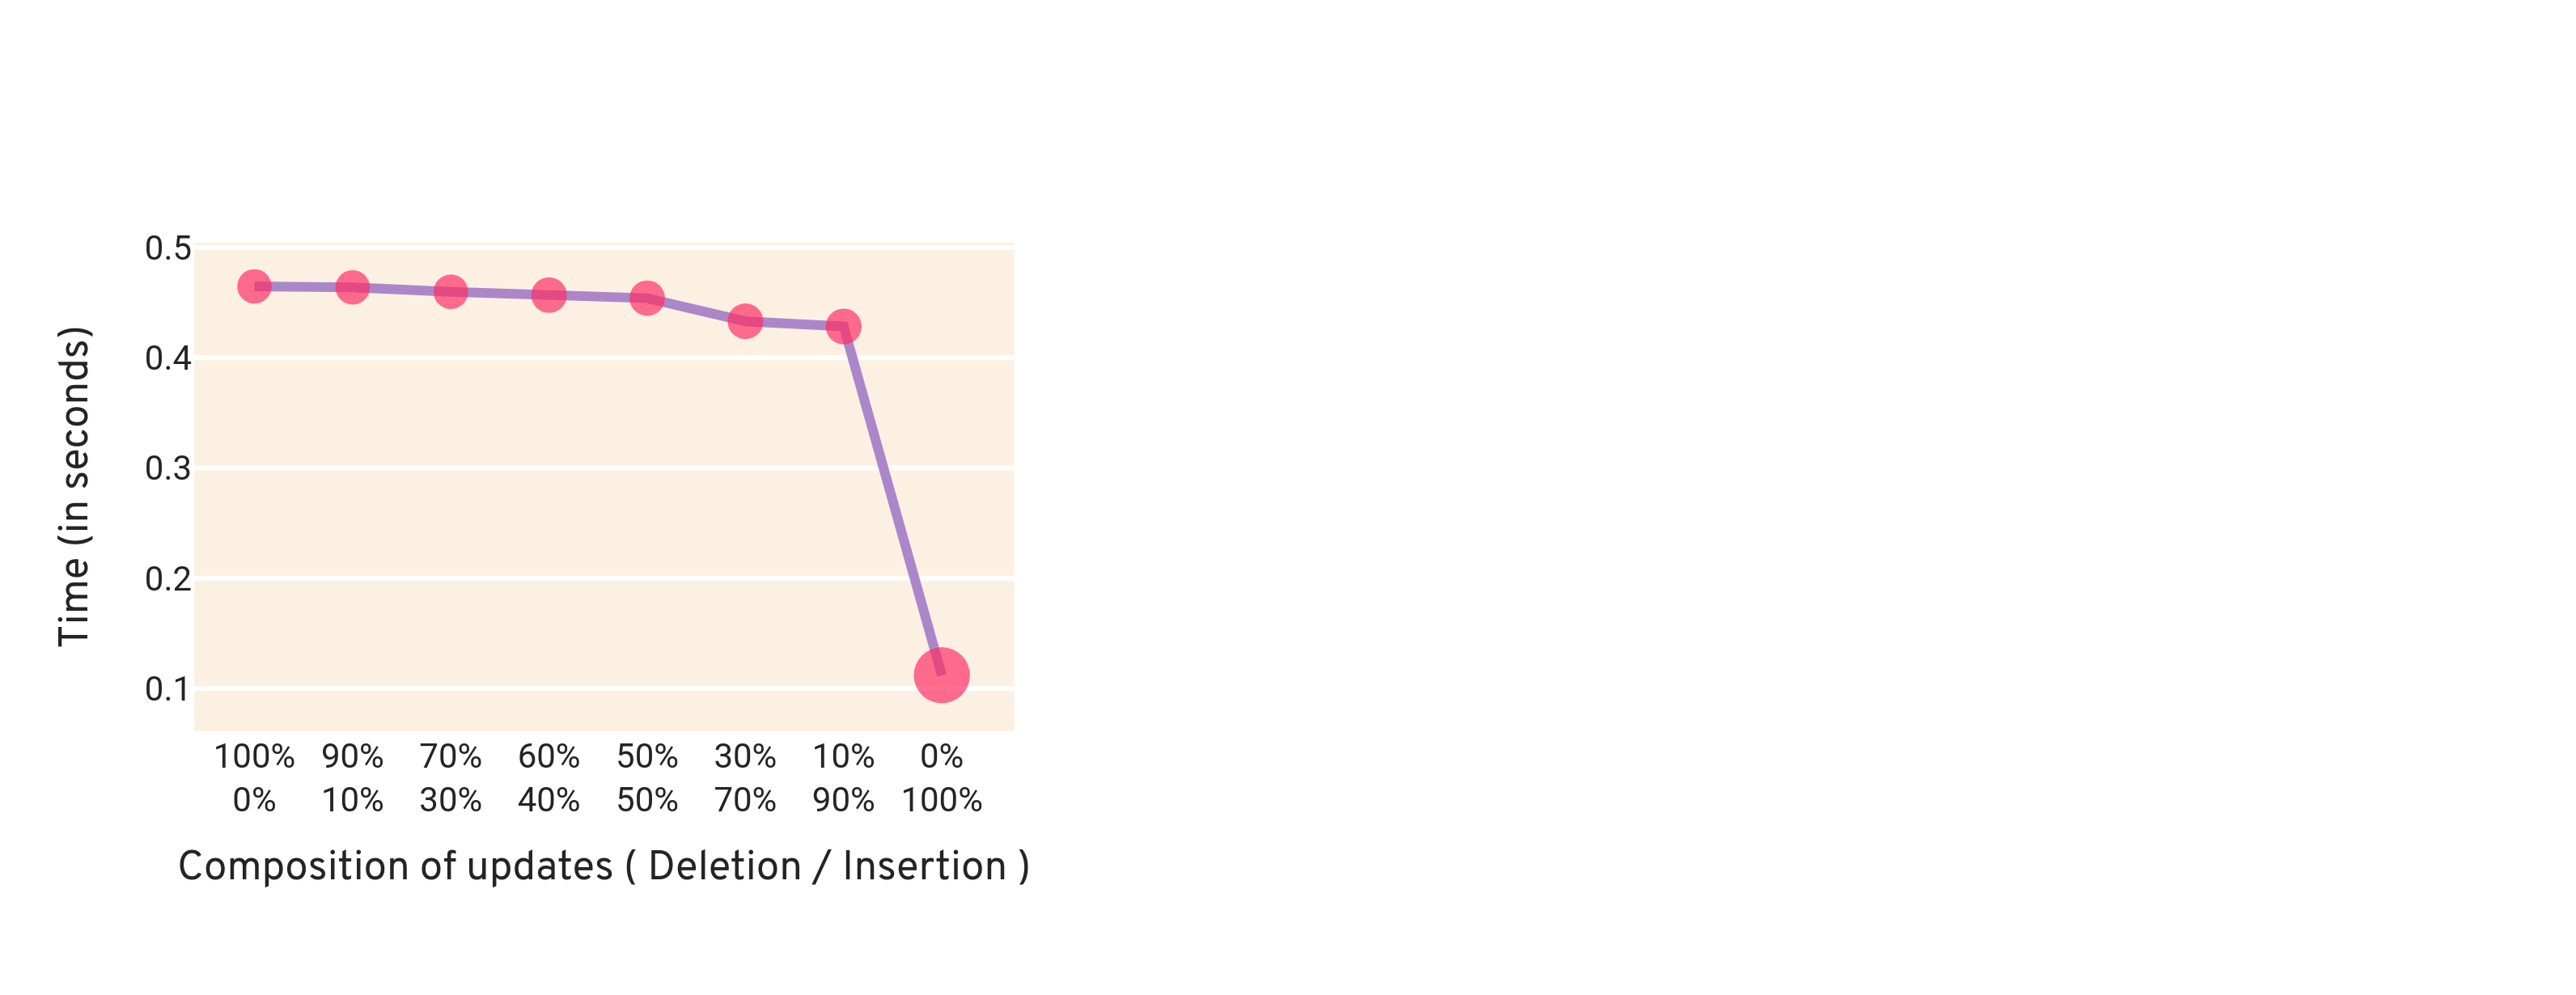 0.5
0.4
0.3
0.2
0.1
Time (in seconds)
100% 90% 70% 60% 50% 30% 10% 0%
0% 10% 30% 40% 50% 70% 90% 100%
Composition of updates ( Deletion / Insertion )